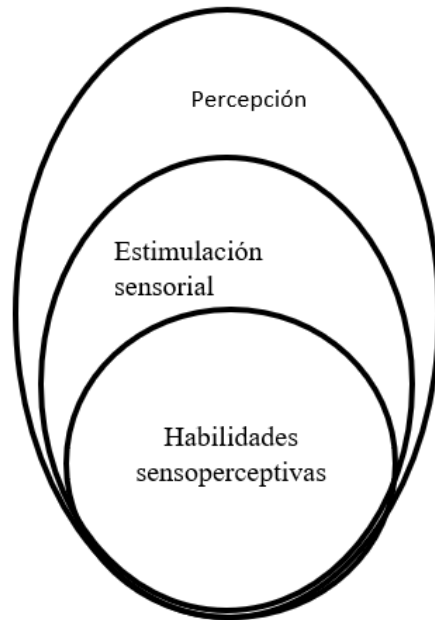 Percepción
Estimulación
sensorial
Habilidades
sensoperceptivas